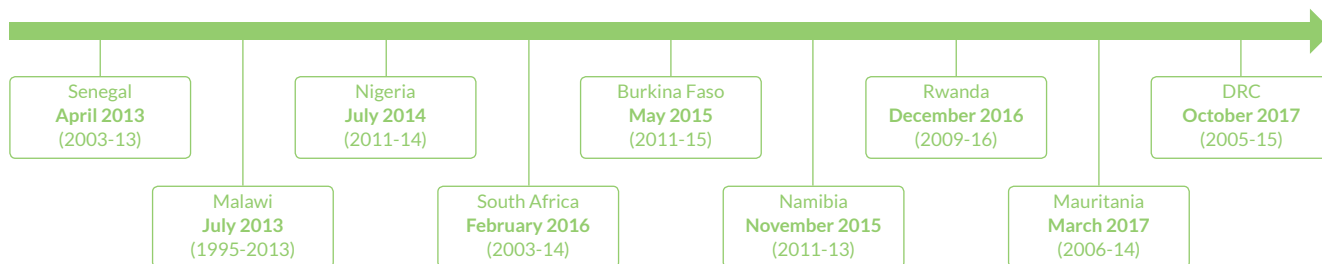 Senegal
April 2013
(2003-13)
Malawi
July 2013
(1995-2013)
Nigeria
July 2014
(2011-14)
South Africa
February 2016
(2003-14)
Burkina Faso
May 2015
(2011-15)
Namibia
November 2015
(2011-13)
Rwanda
December 2016
(2009-16)
Mauritania
March 2017
(2006-14)
DRC
October 2017
(2005-15)